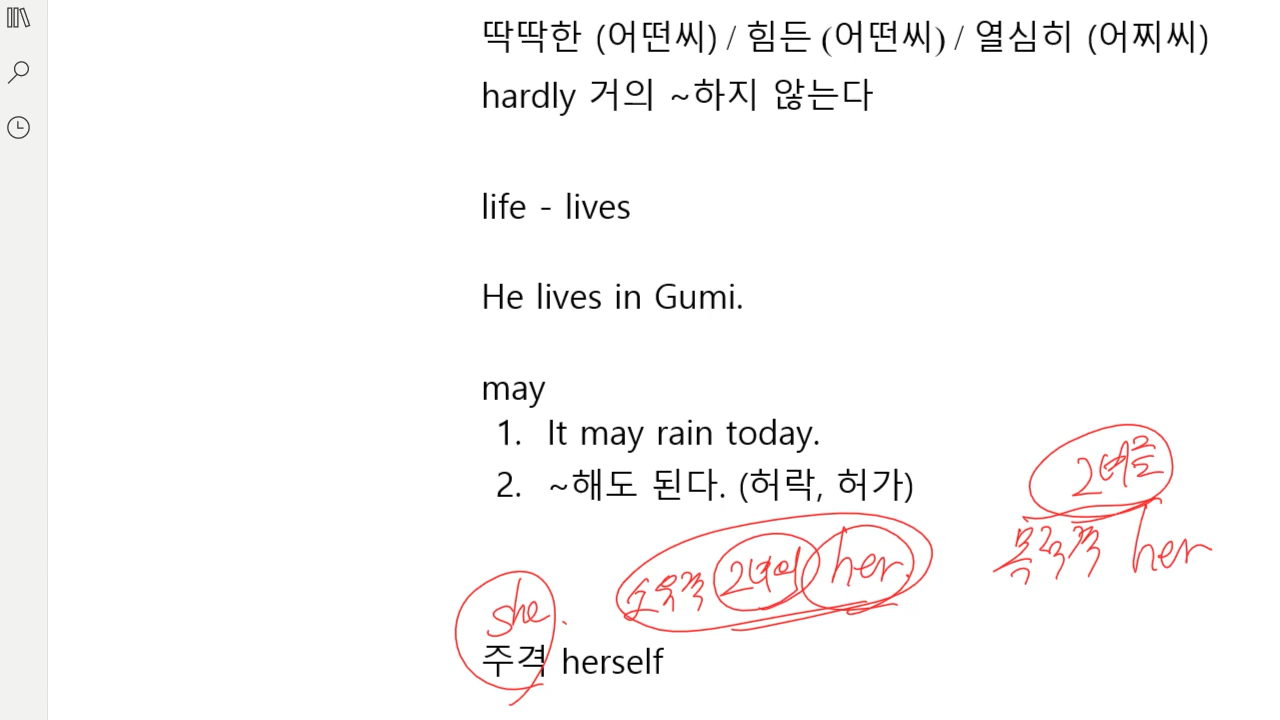 딱딱한 (어떤씨) / 힘든 (어떤씨) / 열심히 (어찌씨)
hardly 거의 ~하지 않는다
life - lives
He lives in Gumi.
may
1. It may rain today.
2. ~해도 된다. (허락, 허가)
그녀를
소유격 그녀의 her.
목적격 her
she.
주격 herself